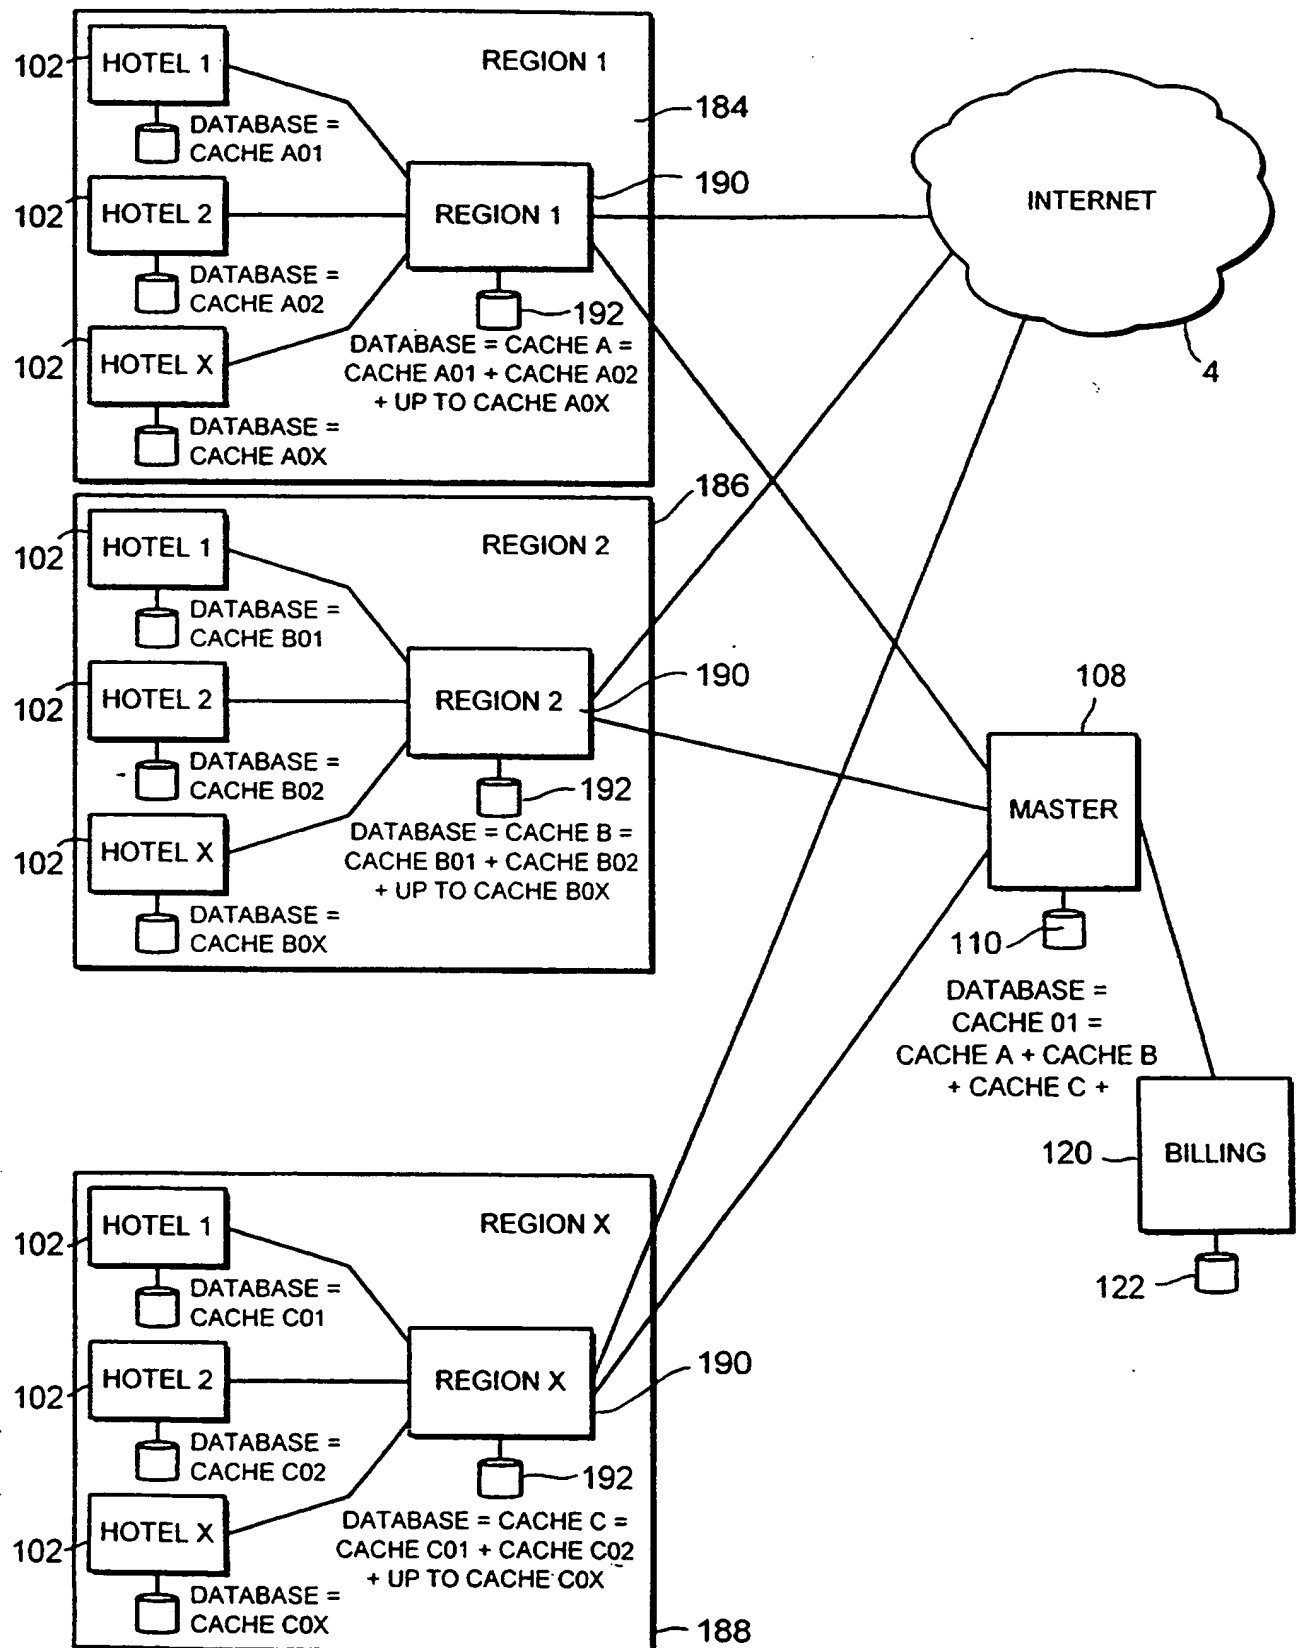 102
HOTEL 1
REGION 1
DATABASE =
CACHE A01
184
102
HOTEL 2
REGION 1
190
DATABASE =
CACHE A02
192
102
HOTEL X
DATABASE = CACHE A =
CACHE A01 + CACHE A02
+ UP TO CACHE A0X
DATABASE =
CACHE A0X
INTERNET
4
186
102
HOTEL 1
REGION 2
DATABASE =
CACHE B01
102
HOTEL 2
REGION 2
190
DATABASE =
CACHE B02
192
102
HOTEL X
DATABASE = CACHE B =
CACHE B01 + CACHE B02
+ UP TO CACHE B0X
DATABASE =
CACHE B0X
108
MASTER
110
DATABASE =
CACHE 01 =
CACHE A + CACHE B
+ CACHE C +
120
BILLING
122
102
HOTEL 1
REGION X
DATABASE =
CACHE C01
102
HOTEL 2
REGION X
190
DATABASE =
CACHE C02
192
102
HOTEL X
DATABASE = CACHE C =
CACHE C01 + CACHE C02
+ UP TO CACHE C0X
DATABASE =
CACHE C0X
188